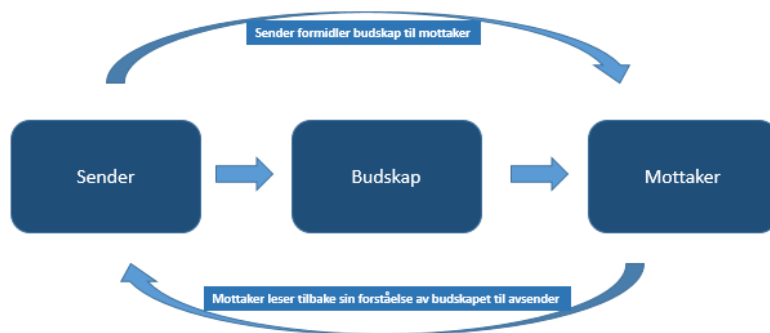 Sender formidler budskap til mottaker
Sender
Budskap
Mottaker
Mottaker leser tilbake sin forståelse av budskapet til avsender